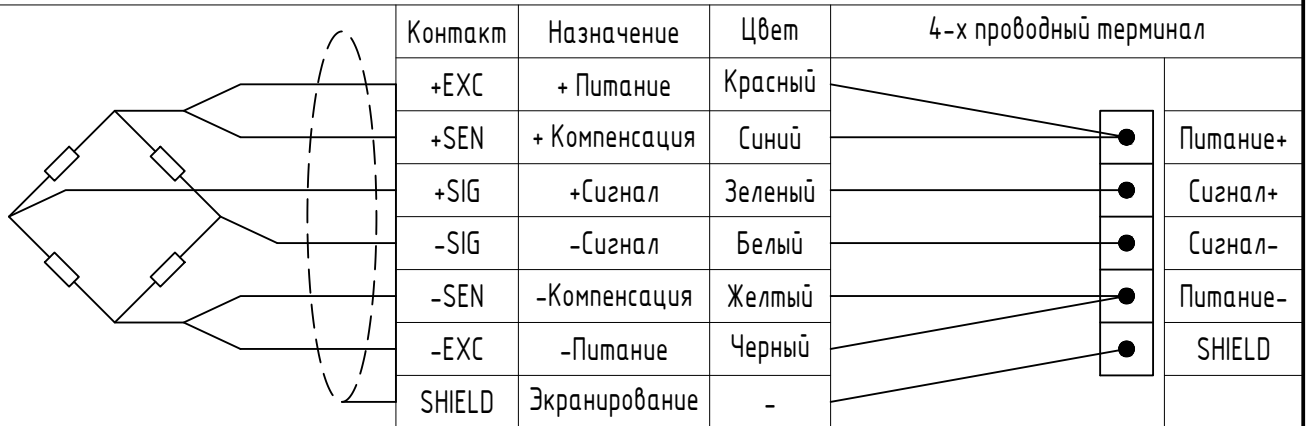 Контакт Назначение Цвет 4-х проводный терминал
+EXC + Питание Красный
+SEN + Компенсация Синий Питание+
+SIG +Сигнал Зеленый Сигнал+
-SIG -Сигнал Белый Сигнал-
-SEN -Компенсация Желтый Питание-
-EXC -Питание Черный SHIELD
SHIELD Экранирование -